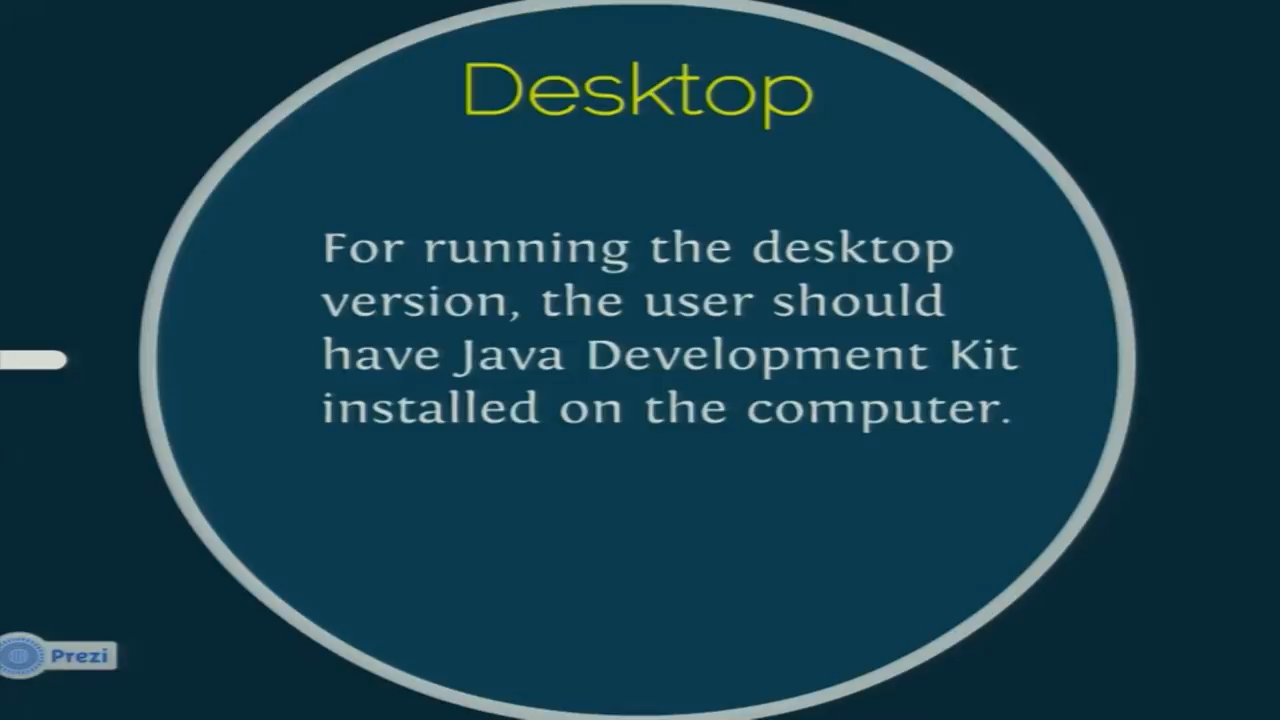 Desktop
For running the desktop
version, the user should
have Java Development Kit
installed on the computer.
Prezi